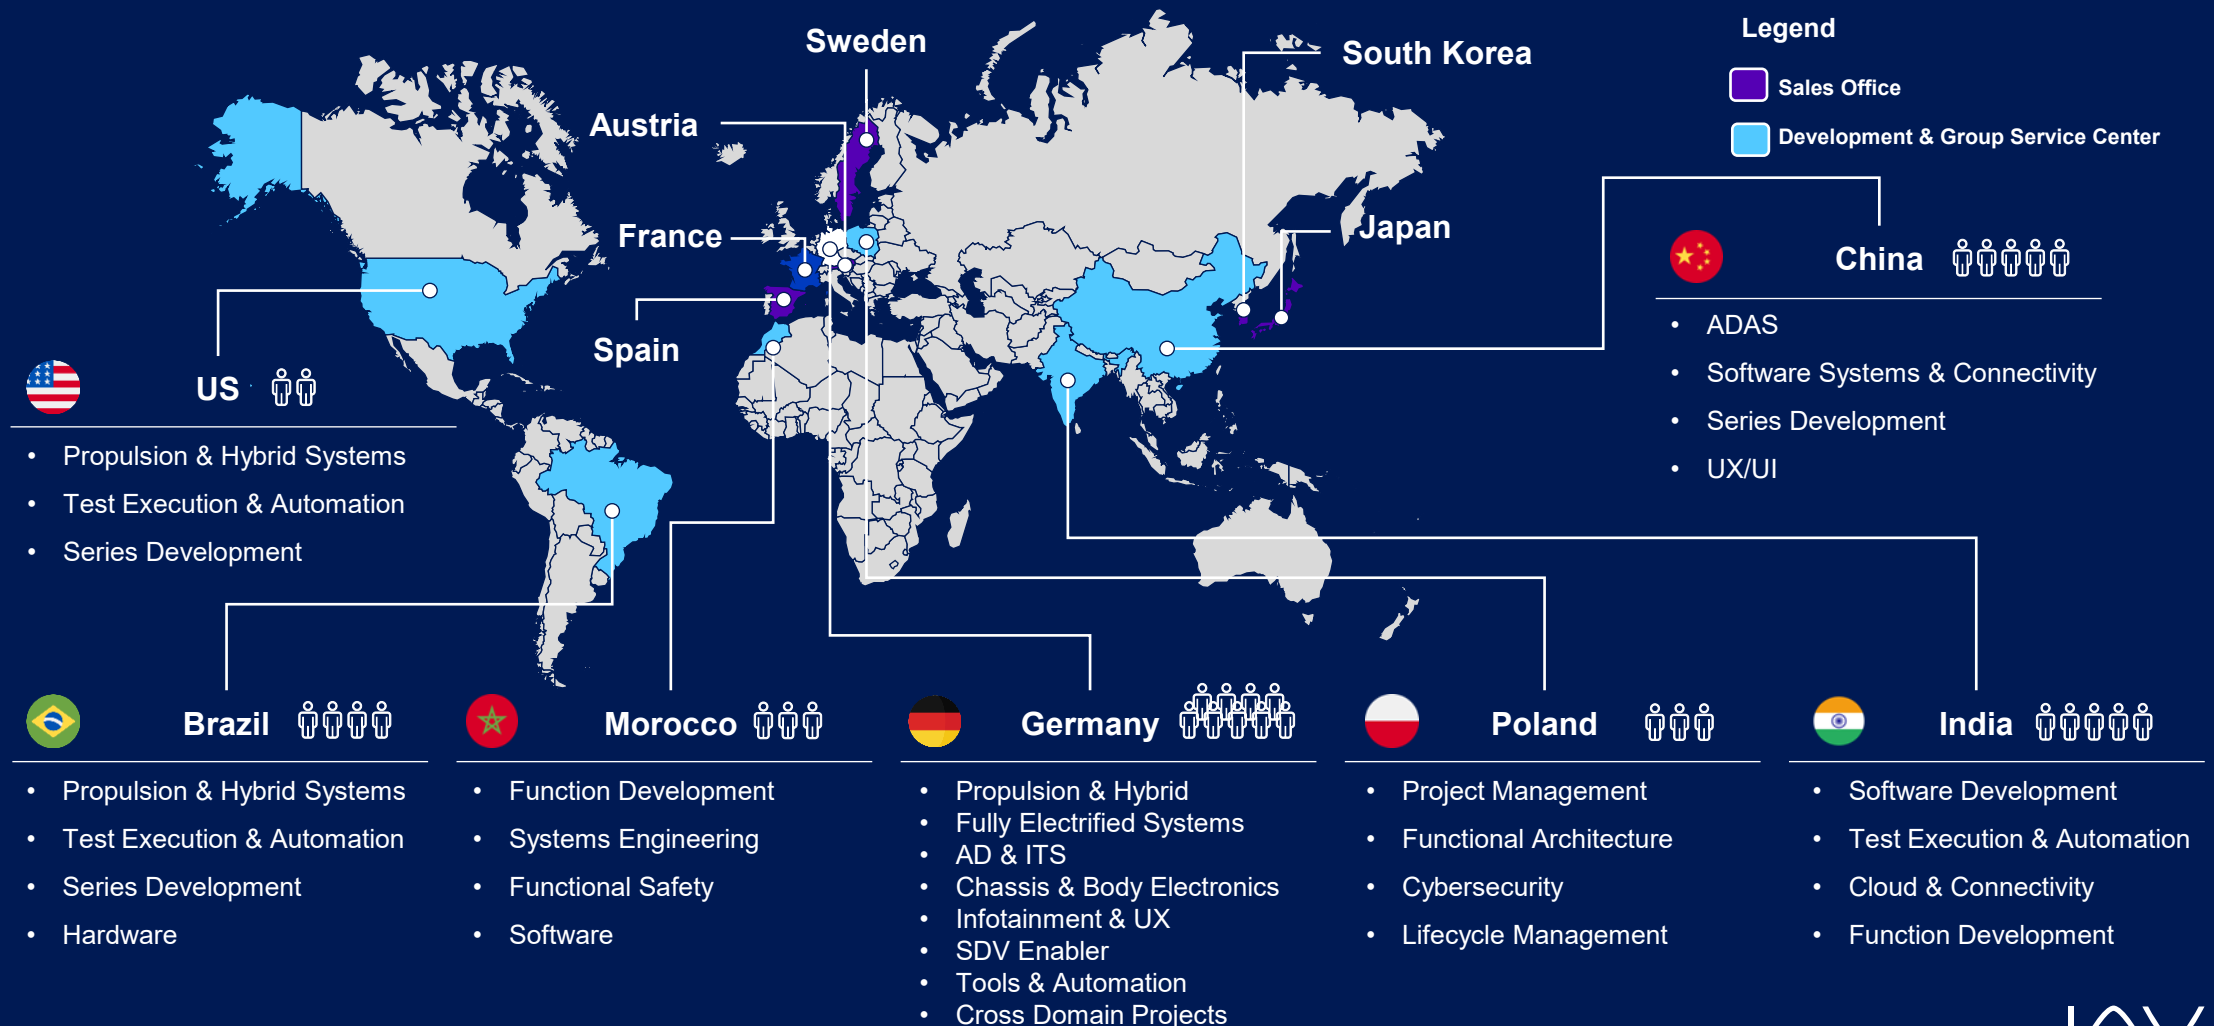 Sweden
South Korea
Legend
Sales Office
Development & Group Service Center
Austria
France
Japan
Spain
China
• ADAS
• Software Systems & Connectivity
• Series Development
• UX/UI
US
• Propulsion & Hybrid Systems
• Test Execution & Automation
• Series Development
Brazil
• Propulsion & Hybrid Systems
• Test Execution & Automation
• Series Development
• Hardware
Morocco
• Function Development
• Systems Engineering
• Functional Safety
• Software
Germany
• Propulsion & Hybrid
• Fully Electrified Systems
• AD & ITS
• Chassis & Body Electronics
• Infotainment & UX
• SDV Enabler
• Tools & Automation
• Cross Domain Projects
Poland
• Project Management
• Functional Architecture
• Cybersecurity
• Lifecycle Management
India
• Software Development
• Test Execution & Automation
• Cloud & Connectivity
• Function Development